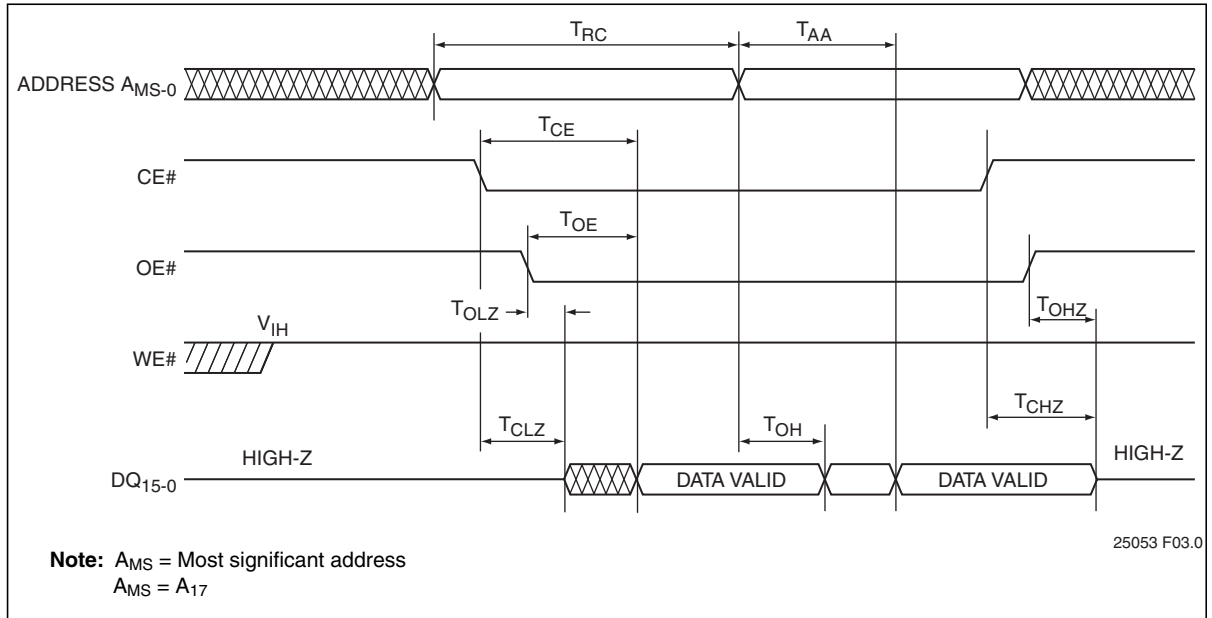 TRC TAA
ADDRESS AMS-0
TCE
CE#
TOE
OE#
TOLZ TOHZ
VIH
WE#
TCLZ TOH TCHZ
HIGH-Z DATA VALID DATA VALID HIGH-Z
DQ15-0
25053 F03.0
Note: AMS = Most significant address
AMS = A17